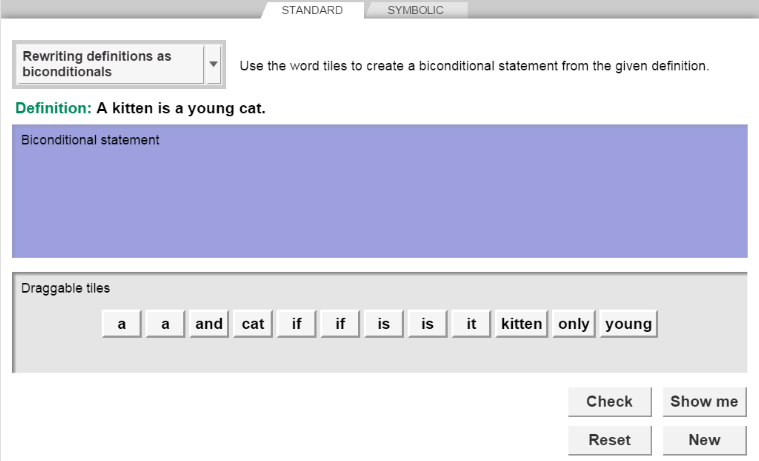 STANDARD SYMBOLIC
Rewriting definitions as
biconditionals
Use the word tiles to create a biconditional statement from the given definition.
Definition: A kitten is a young cat.
Biconditional statement
Draggable tiles
a a and cat if if is is it kitten only young
Check Show me
Reset New